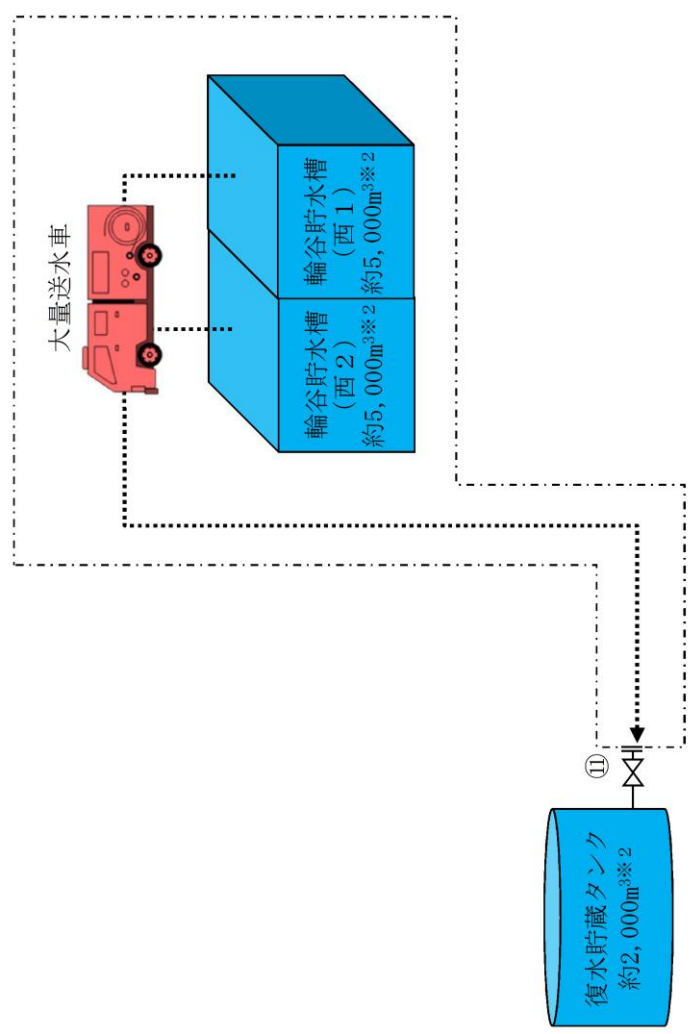 大量送水車
輪谷貯水槽
(西1)
約5,000m³※2
輪谷貯水槽
(西2)
約5,000m³※2
⑪
復水貯蔵タンク
約2,000m³※2